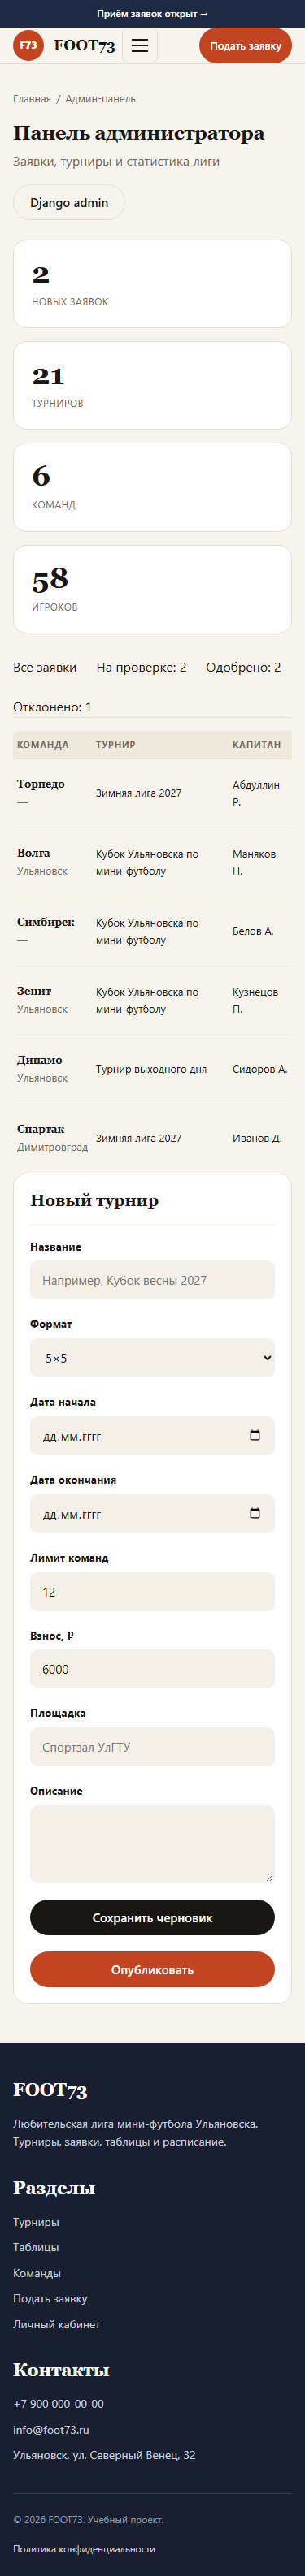 Приём заявок открыт →
F73 FOOT73 Подать заявку
Главная / Админ-панель
Панель администратора
Заявки, турниры и статистика лиги
Django admin
2
НОВЫХ ЗАЯВОК
21
ТУРНИРОВ
6
КОМАНД
58
ИГРОКОВ
Все заявки На проверке: 2 Одобрено: 2
Отклонено: 1
КОМАНДА ТУРНИР КАПИТАН
Торпедо
—
Зимняя лига 2027
Абдуллин
Р.
Волга
Ульяновск
Кубок Ульяновска по
мини-футболу
Маняков
Н.
Симбирск
—
Кубок Ульяновска по
мини-футболу
Белов А.
Зенит
Ульяновск
Кубок Ульяновска по
мини-футболу
Кузнецов
П.
Динамо
Ульяновск
Турнир выходного дня
Сидоров А.
Спартак
Димитровград
Зимняя лига 2027
Иванов Д.
Новый турнир
Название
Например, Кубок весны 2027
Формат
5×5
Дата начала
дд.мм.гггг
Дата окончания
дд.мм.гггг
Лимит команд
12
Взнос, ₽
6000
Площадка
Спортзал УлГТУ
Описание
Сохранить черновик
Опубликовать
FOOT73
Любительская лига мини-футбола Ульяновска.
Турниры, заявки, таблицы и расписание.
Разделы
Турниры
Таблицы
Команды
Подать заявку
Личный кабинет
Контакты
+7 900 000-00-00
info@foot73.ru
Ульяновск, ул. Северный Венец, 32
© 2026 FOOT73. Учебный проект.
Политика конфиденциальности